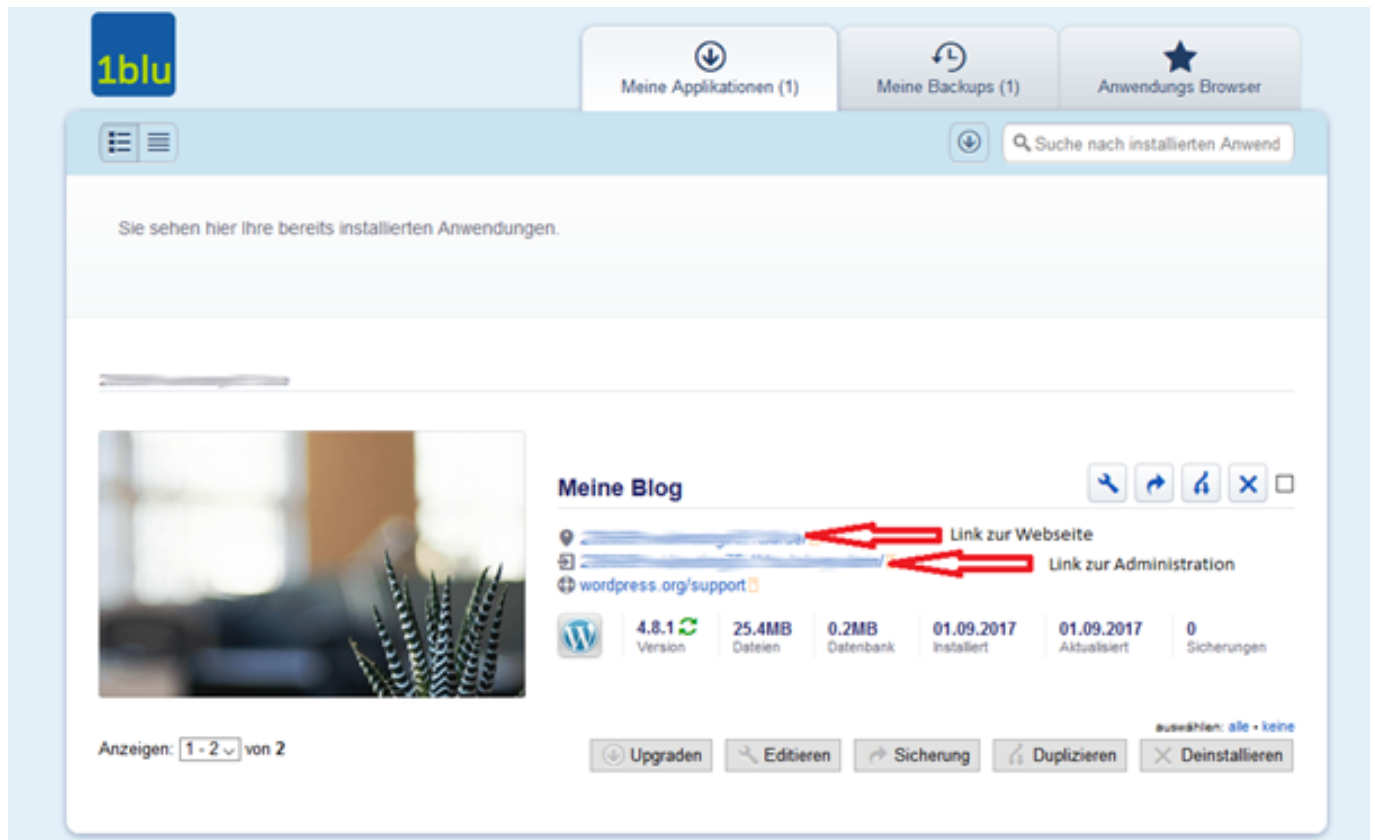 1blu
Meine Applikationen (1)
Meine Backups (1)
Anwendungs Browser
Suche nach installierten Anwend
Sie sehen hier Ihre bereits installierten Anwendungen.
Meine Blog
Link zur Webseite
Link zur Administration
wordpress.org/support
4.8.1 25.4MB 0.2MB 01.09.2017 01.09.2017 0
Version Dateien Datenbank Installiert Aktualisiert Sicherungen
auswählen: alle • keine
Anzeigen: 1 - 2 von 2
Upgraden Editieren Sicherung Duplizieren Deinstallieren